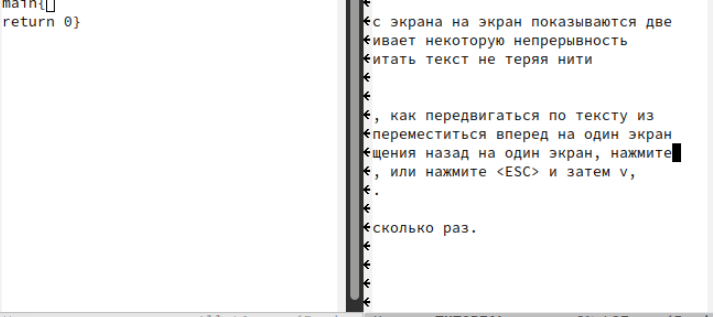 main{
return 0}
с экрана на экран показываются две
ивает некоторую непрерывность
итать текст не теряя нити
, как передвигаться по тексту из
переместиться вперед на один экран
щения назад на один экран, нажмите
, или нажмите <ESC> и затем v,
.
сколько раз.